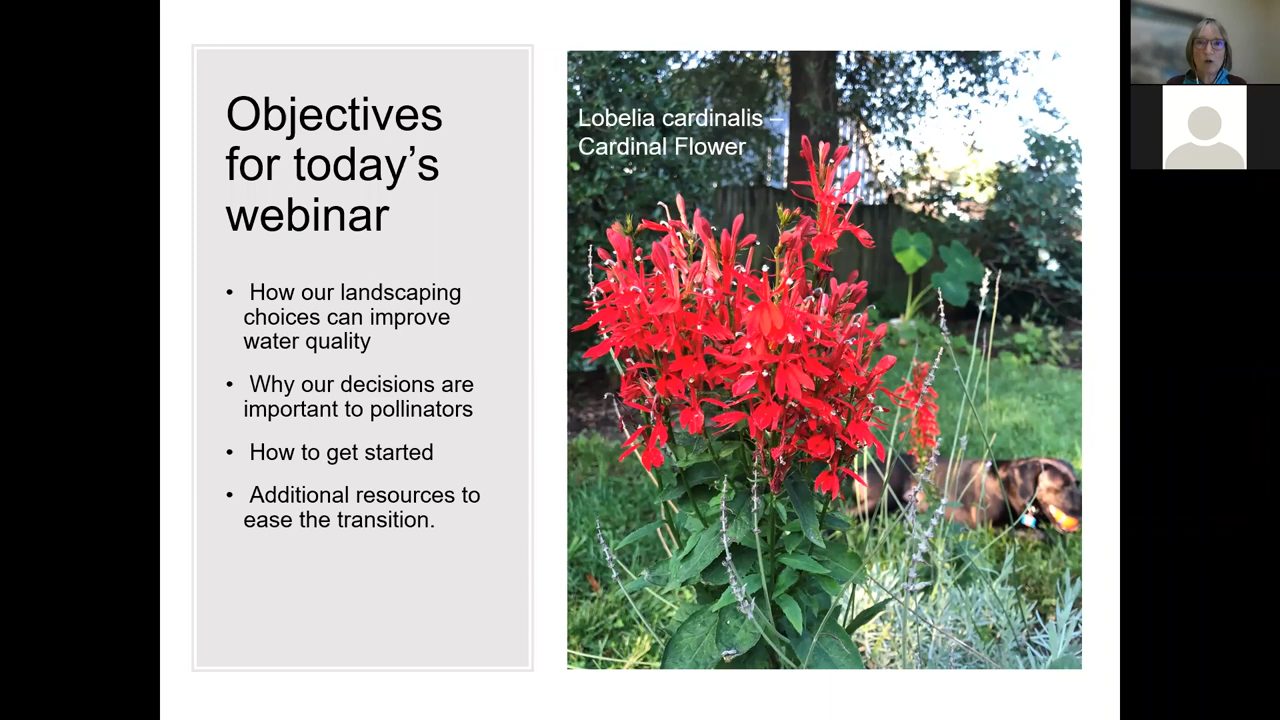 Objectives
for today’s
webinar
• How our landscaping
choices can improve
water quality
• Why our decisions are
important to pollinators
• How to get started
• Additional resources to
ease the transition.
Lobelia cardinalis –
Cardinal Flower